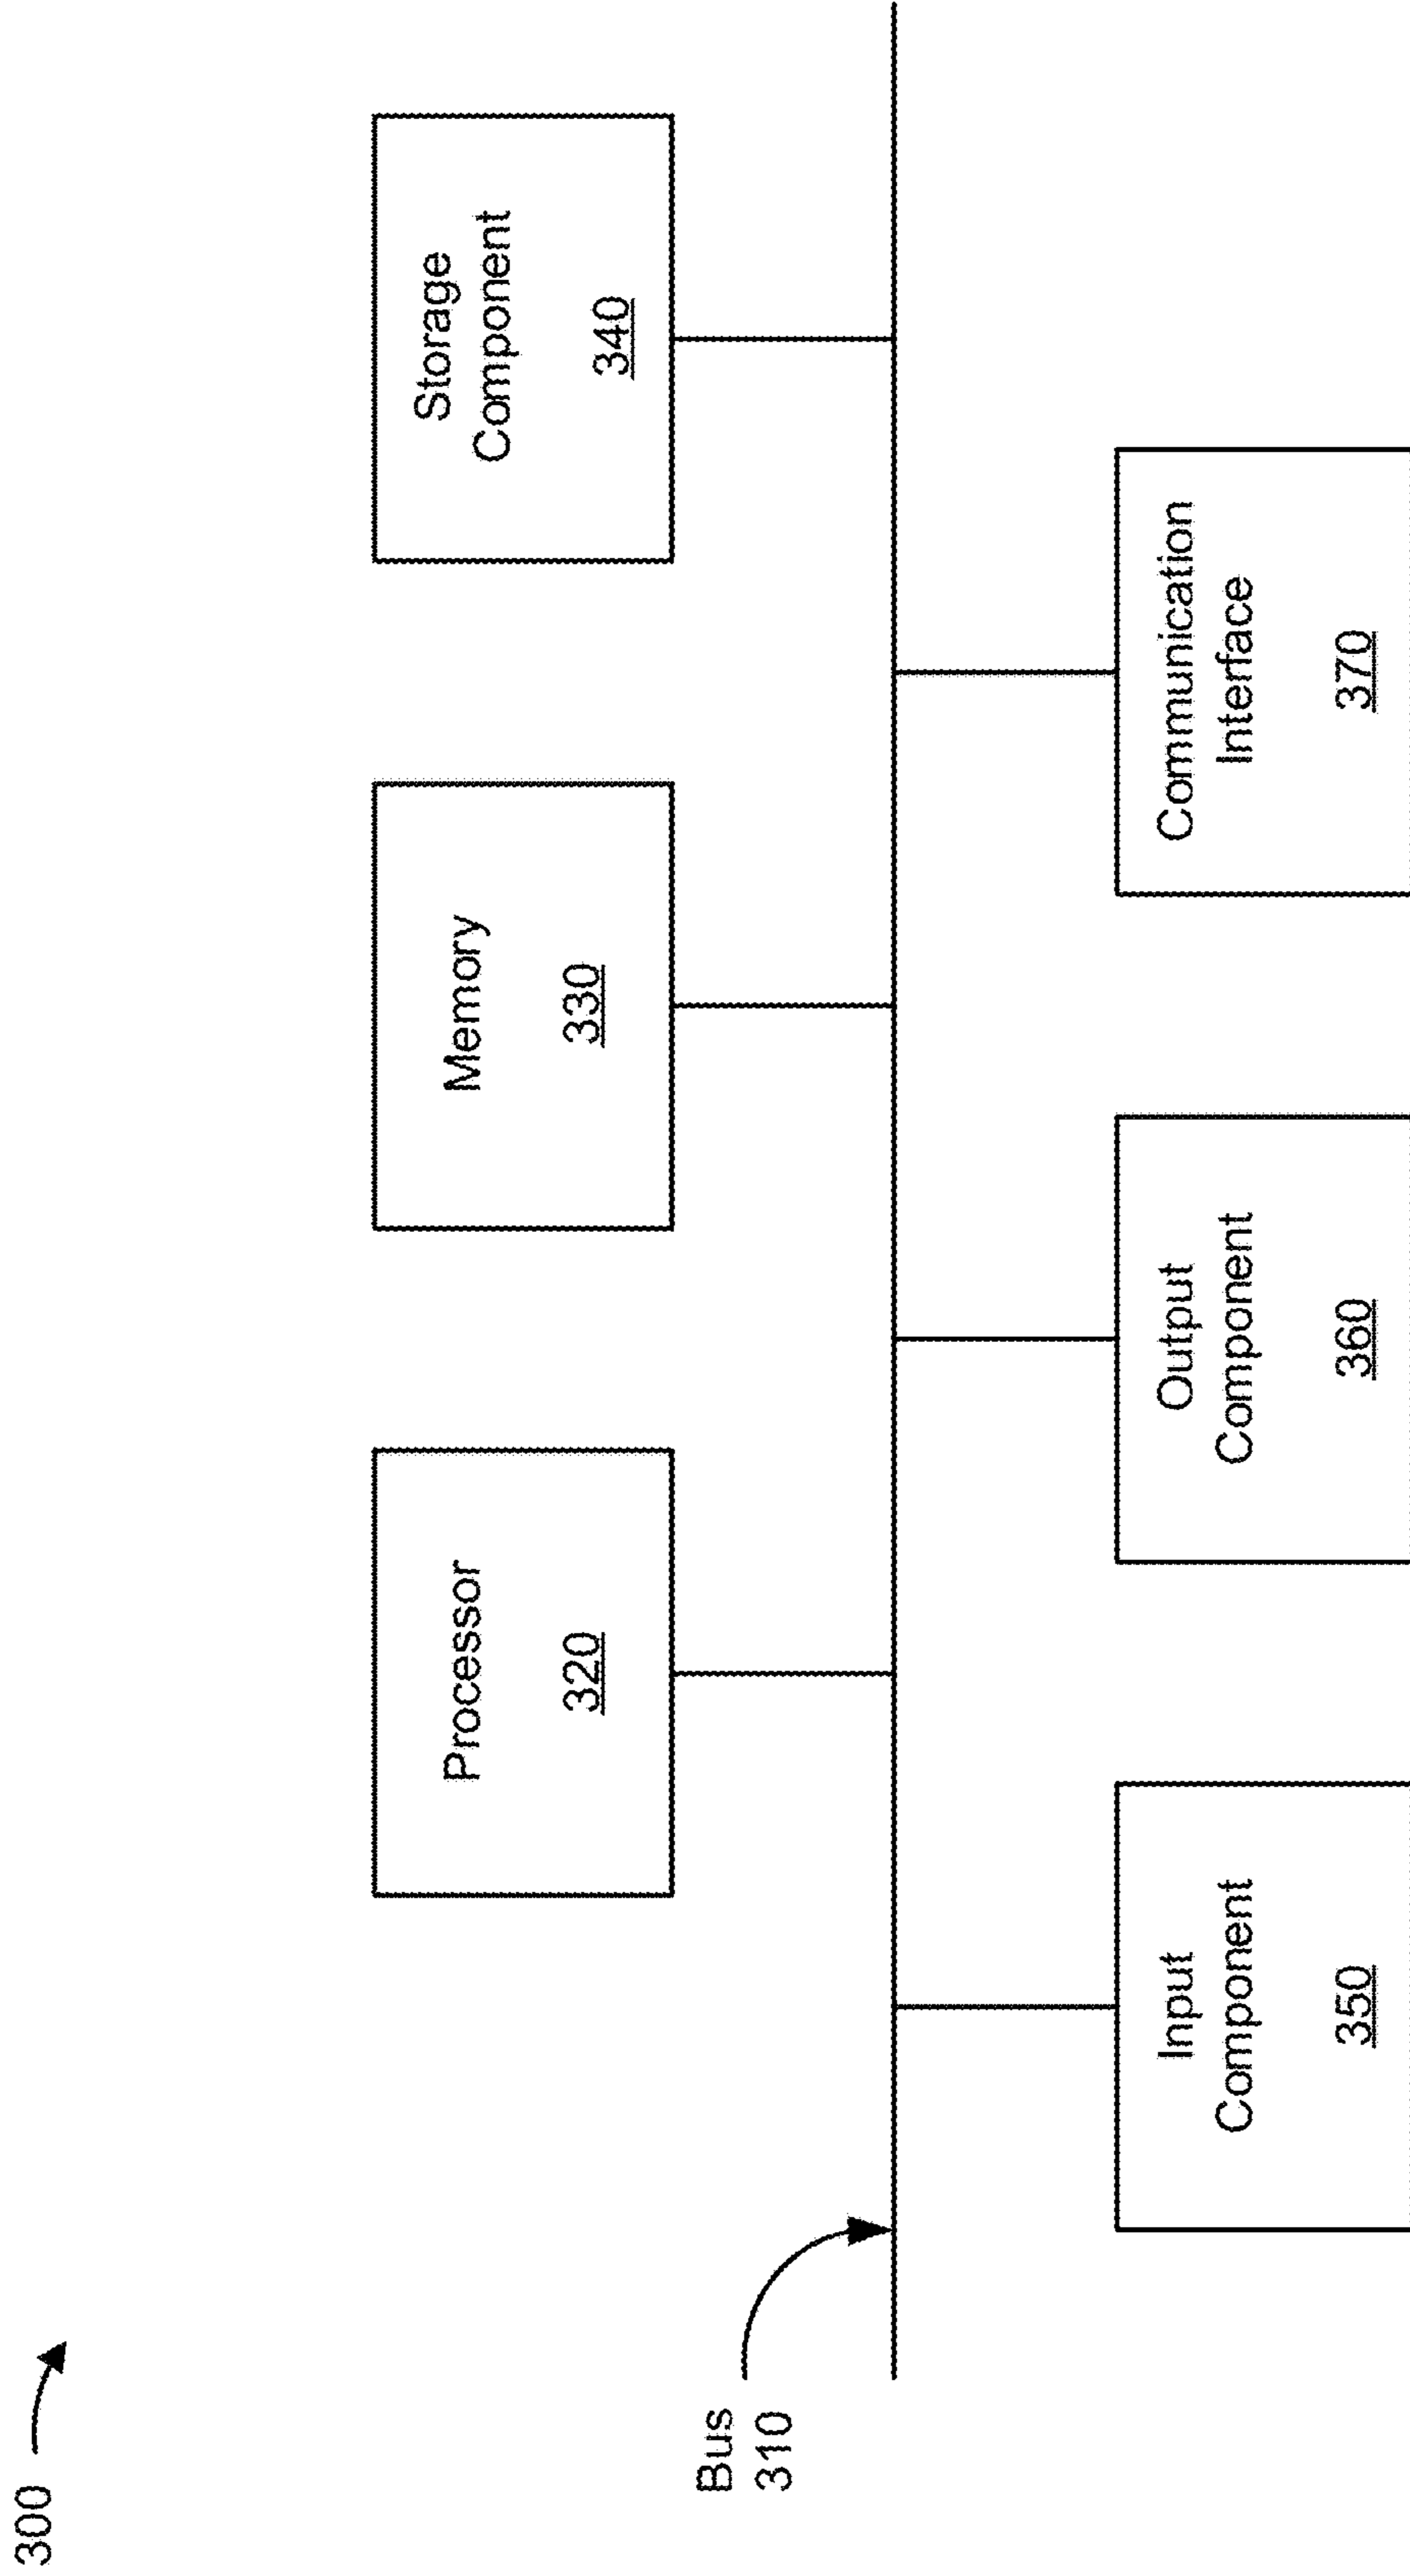 300
Processor
320
Memory
330
Storage
Component
340
Bus
310
Input
Component
350
Output
Component
360
Communication
Interface
370